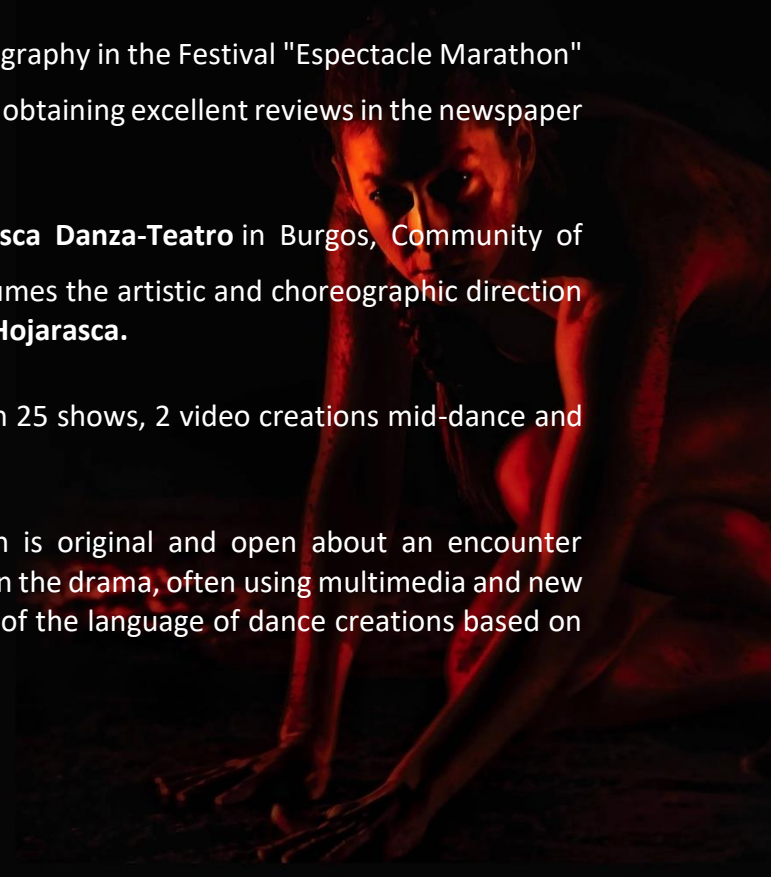 graphy in the Festival "Espectacle Marathon"
obtaining excellent reviews in the newspaper
sca Danza-Teatro in Burgos, Community of
umes the artistic and choreographic direction
Hojarasca.
n 25 shows, 2 video creations mid-dance and
n is original and open about an encounter
n the drama, often using multimedia and new
of the language of dance creations based on